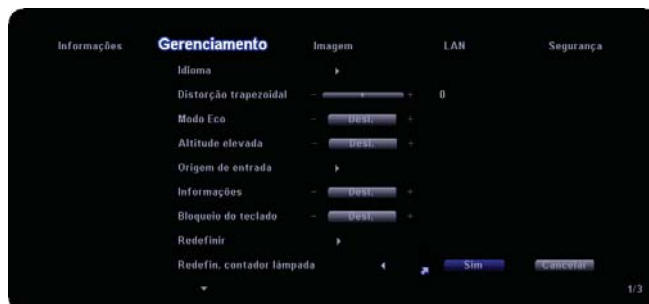 Informações Gerenciamento Imagem LAN Segurança
Idioma
Distorção trapezoidal - + 0
Modo Eco - Desl. +
Altitude elevada - Desl. +
Origem de entrada
Informações - Desl. +
Bloqueio do teclado - Desl. +
Redefinir
Redefin. contador lâmpada Sim Cancelar
1/3